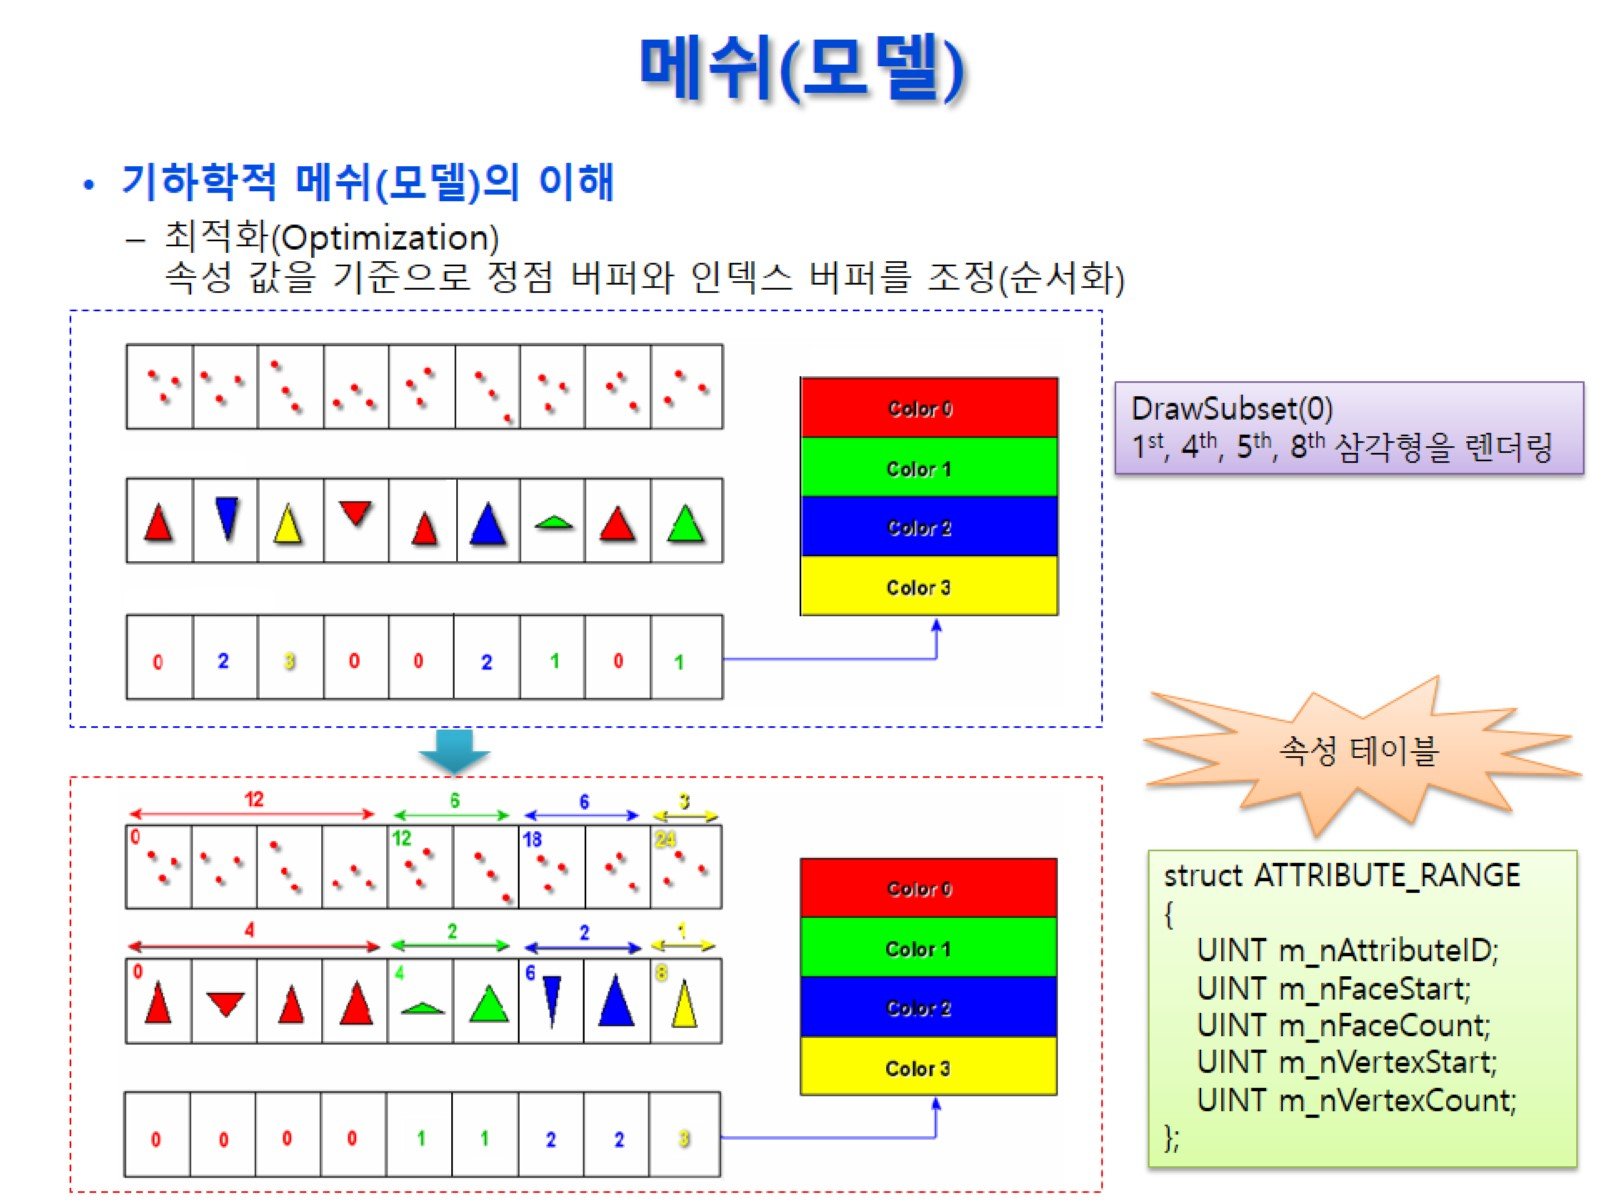 메쉬(모델)
• 기하학적 메쉬(모델)의 이해
– 최적화(Optimization)
속성 값을 기준으로 정점 버퍼와 인덱스 버퍼를 조정(순서화)
Color 0
Color 1
Color 2
Color 3
0 2 3 0 0 2 1 0 1
DrawSubset(0)
1st, 4th, 5th, 8th 삼각형을 렌더링
12 6 6 3
0 12 18 24
4 2 2 1
0 4 6 8
0 0 0 0 1 1 2 2 3
Color 0
Color 1
Color 2
Color 3
속성 테이블
struct ATTRIBUTE_RANGE
{
UINT m_nAttributeID;
UINT m_nFaceStart;
UINT m_nFaceCount;
UINT m_nVertexStart;
UINT m_nVertexCount;
};